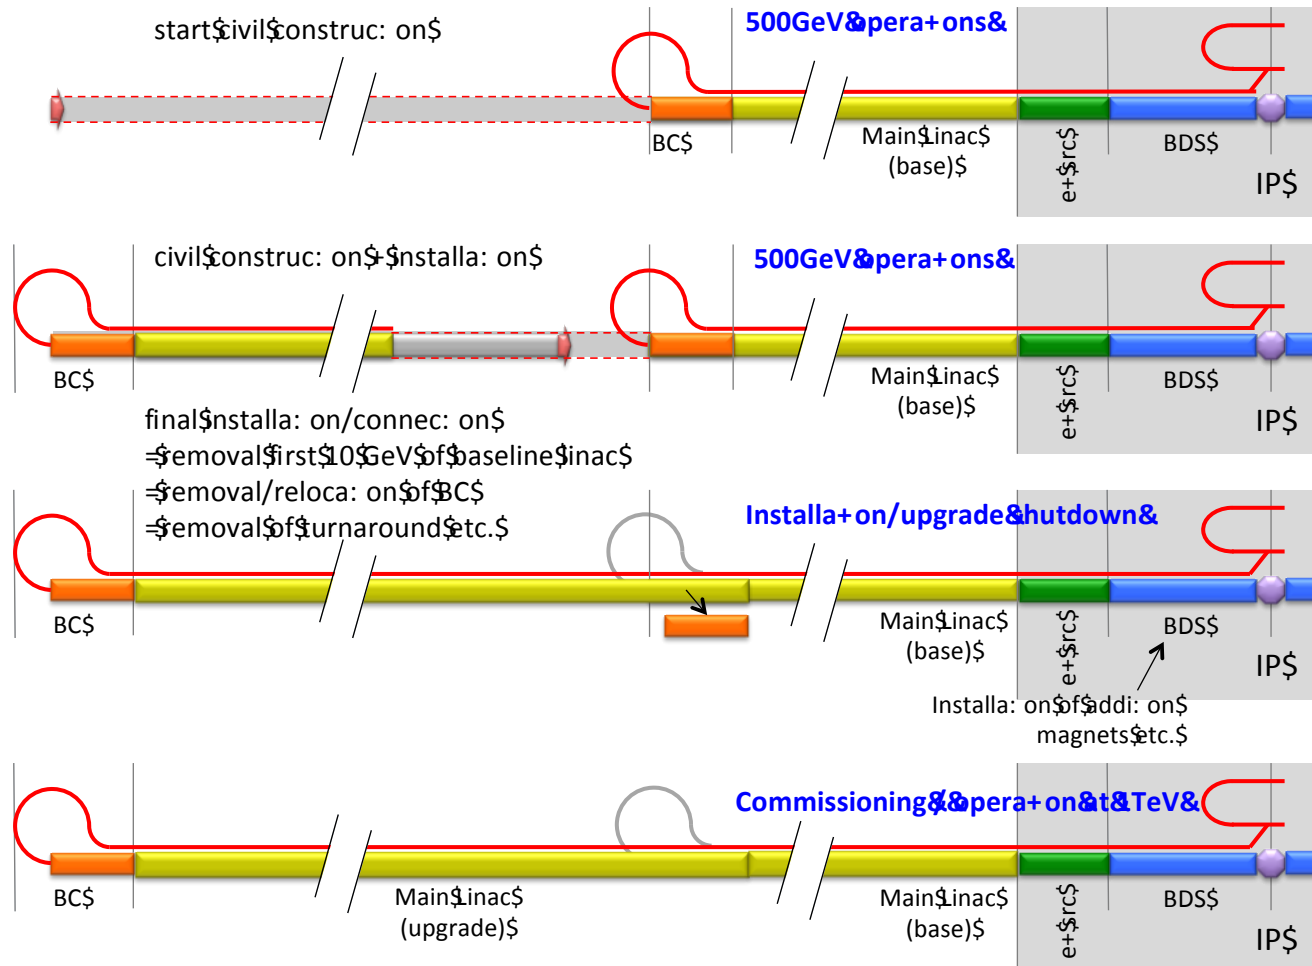 start$civil$construc: on$
500GeV&opera+ ons&
BC$
Main$Linac$
(base)$
e+$src$
BDS$
IP$
civil$construc: on$+$installa: on$
500GeV&opera+ ons&
BC$
Main$Linac$
(base)$
e+$src$
BDS$
IP$
final$installa: on/connec: on$
=$removal$first$10$GeV$of$baseline$linac$
=$removal/reloca: on$of$BC$
=$removal$of$turnaround$etc.$
Installa+ on/upgrade&shutdown&
BC$
Main$Linac$
(base)$
e+$src$
BDS$
IP$
Installa: on$of$addi: on$
magnets$etc.$
Commissioning&/&opera+ on&at&1TeV&
BC$
Main$Linac$
(upgrade)$
Main$Linac$
(base)$
e+$src$
BDS$
IP$